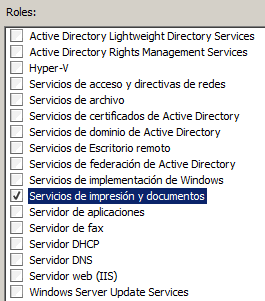 Roles:
Active Directory Lightweight Directory Services
Active Directory Rights Management Services
Hyper-V
Servicios de acceso y directivas de redes
Servicios de archivo
Servicios de certificados de Active Directory
Servicios de dominio de Active Directory
Servicios de Escritorio remoto
Servicios de federación de Active Directory
Servicios de implementación de Windows
Servicios de impresión y documentos
Servidor de aplicaciones
Servidor de fax
Servidor DHCP
Servidor DNS
Servidor web (IIS)
Windows Server Update Services